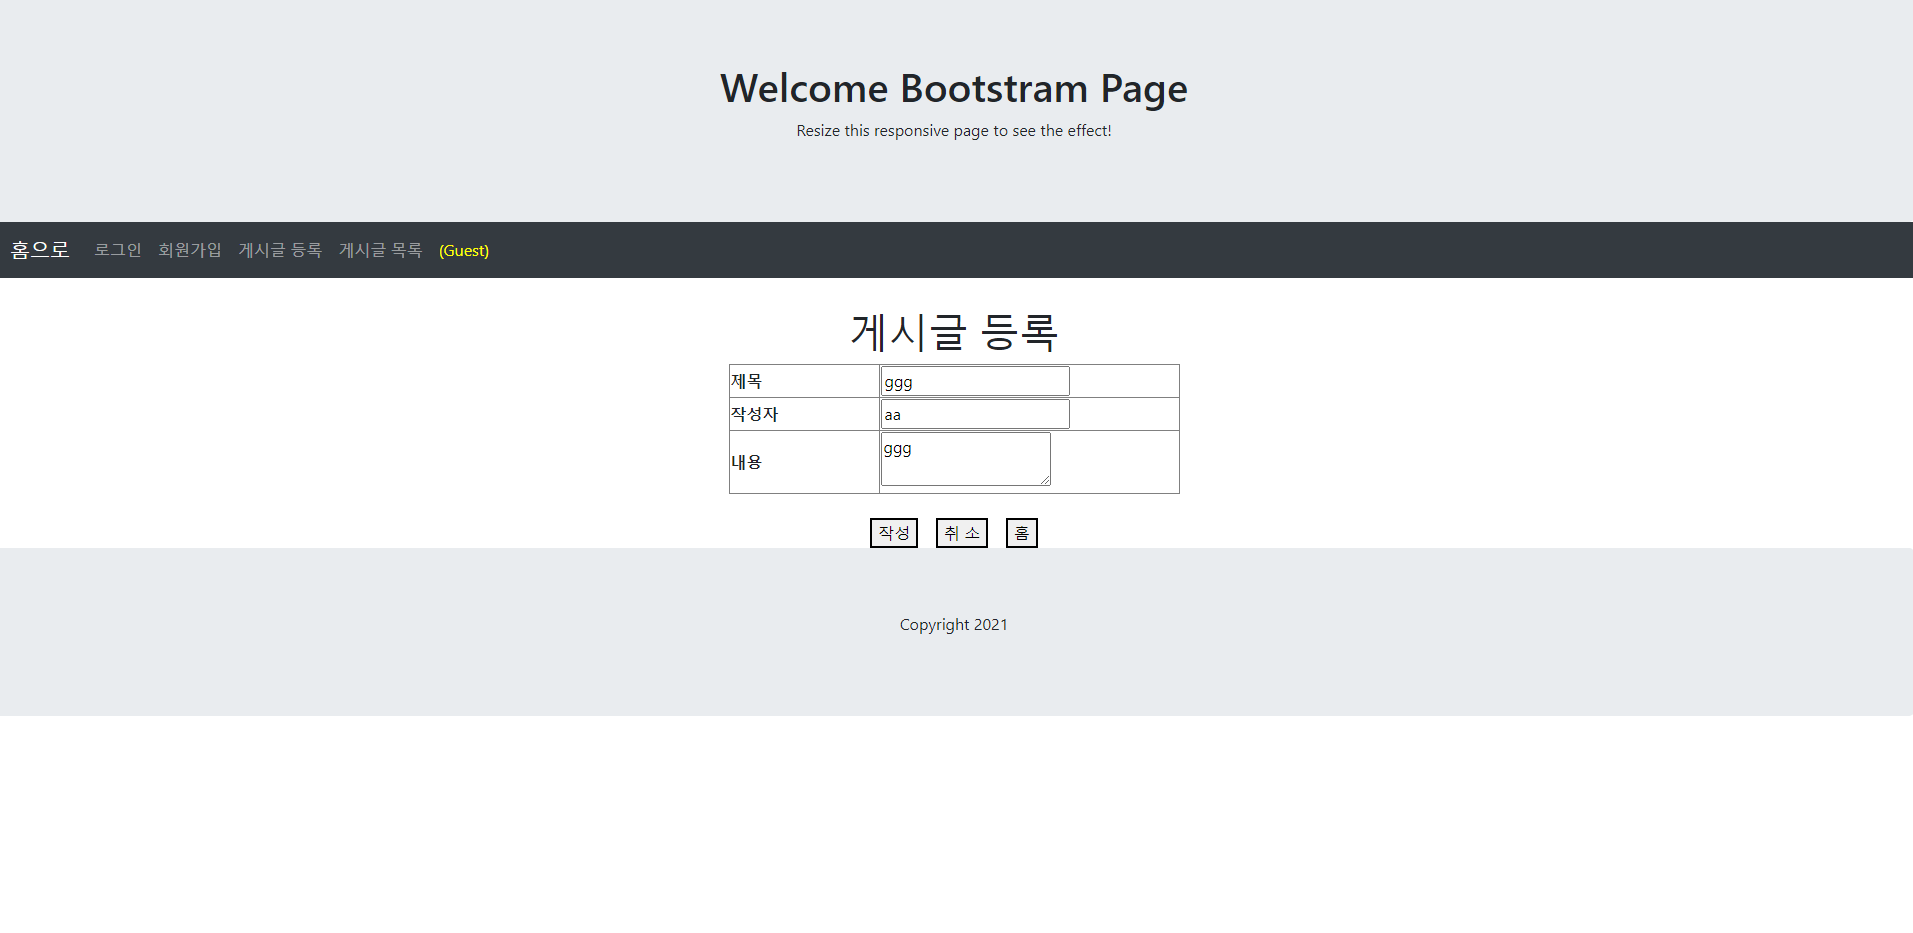 Welcome Bootstram Page
Resize this responsive page to see the effect!
홈으로 로그인 회원가입 게시글 등록 게시글 목록 (Guest)
게시글 등록
제목 ggg
작성자 aa
내용 ggg
작성 취 소 홈
Copyright 2021